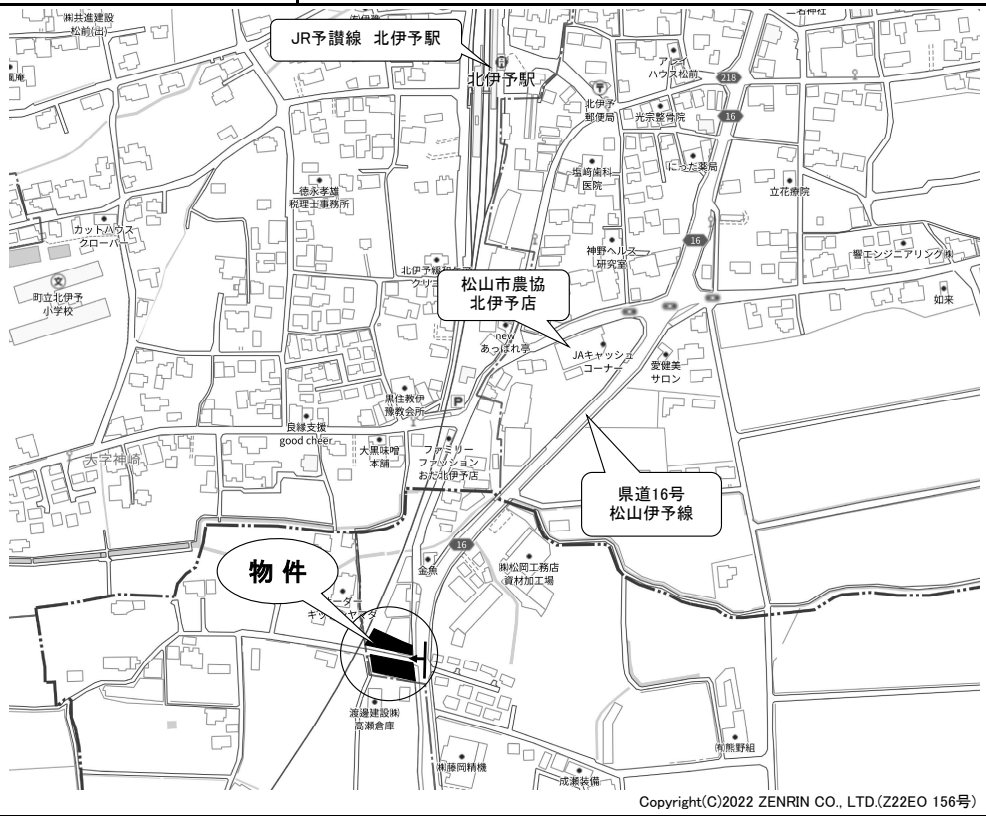 ㈱共進建設
松前(出)
JR予讃線 北伊予駅
北伊予駅
アレイ
ハウス松前
218
16
北伊予
郵便局
光宗整骨院
にった薬局
塩崎歯科
医院
立花療院
徳永孝雄
税理士事務所
カットハウス
クローバー
町立北伊予
小学校
神野ヘルス
研究室
16
響エンジニアリング㈱
如来
松山市農協
北伊予店
new
あっぱれ亭
JAキャッシュ
コーナー
愛健美
サロン
黒住教伊
豫教会所
P
良縁支援
good cheer
大黒味噌
本舗
ファミリー
ファッション
おだ北伊予店
大字神崎
県道16号
松山伊予線
16
金魚
㈱松岡工務店
資材加工場
物件
渡邊建設㈱
高瀬倉庫
㈱藤岡精機
成瀬装備
㈲熊野組
Copyright(C)2022 ZENRIN CO., LTD.(Z22EO 156号)